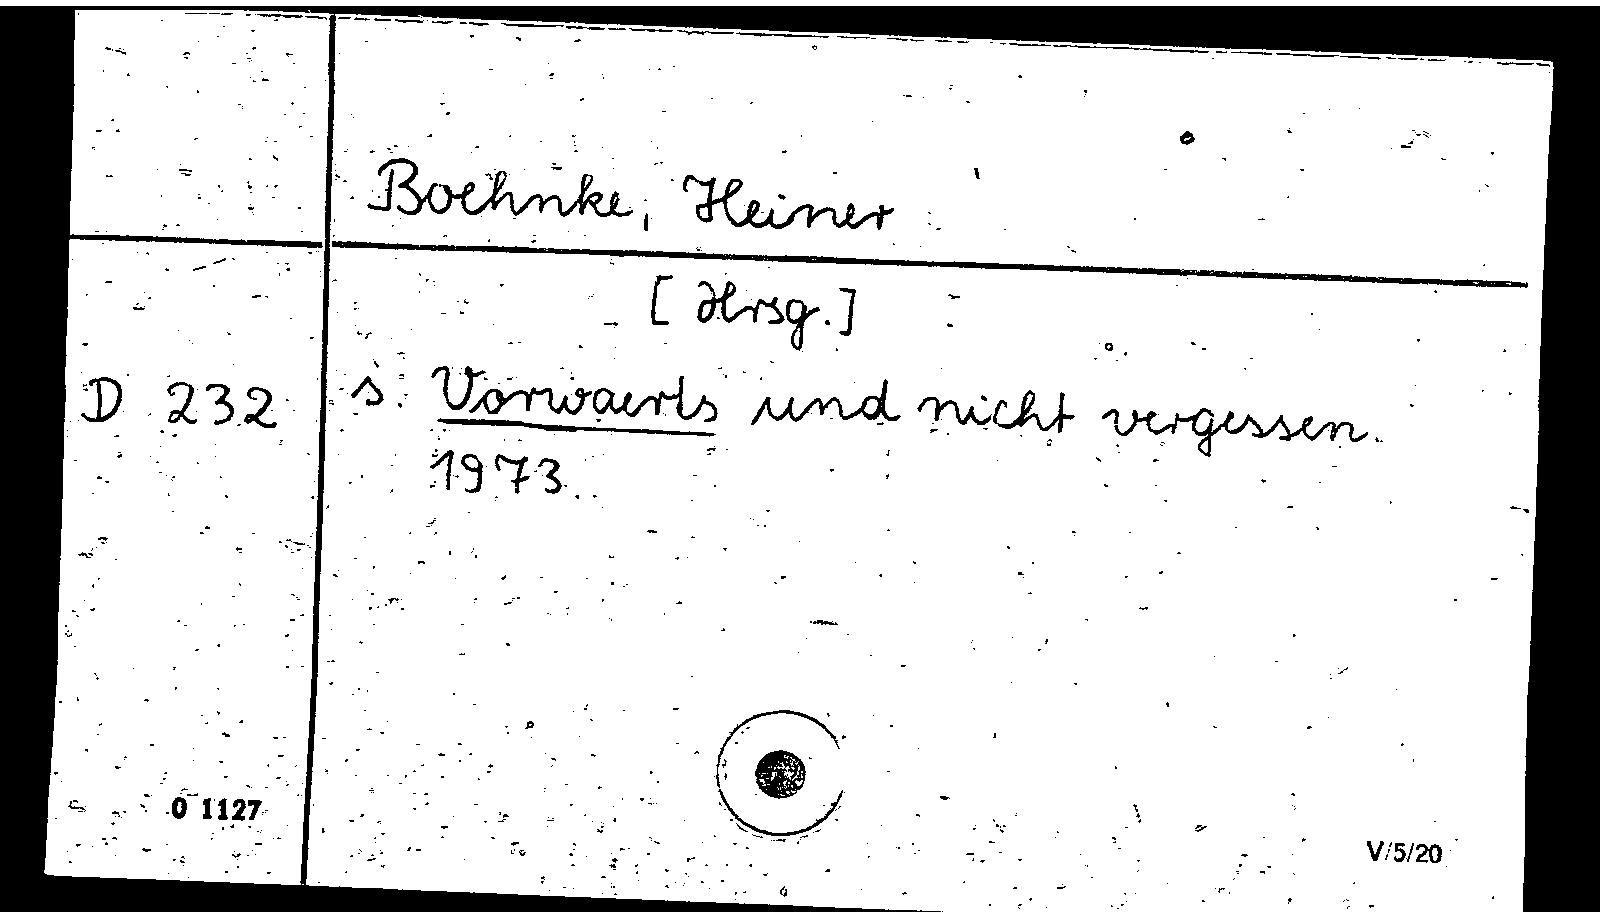 Boehnke, Heiner
[Hrsg.]
D 232 s. Vorwaerts und nicht vergessen.
1973.
0 1127
V/5/20